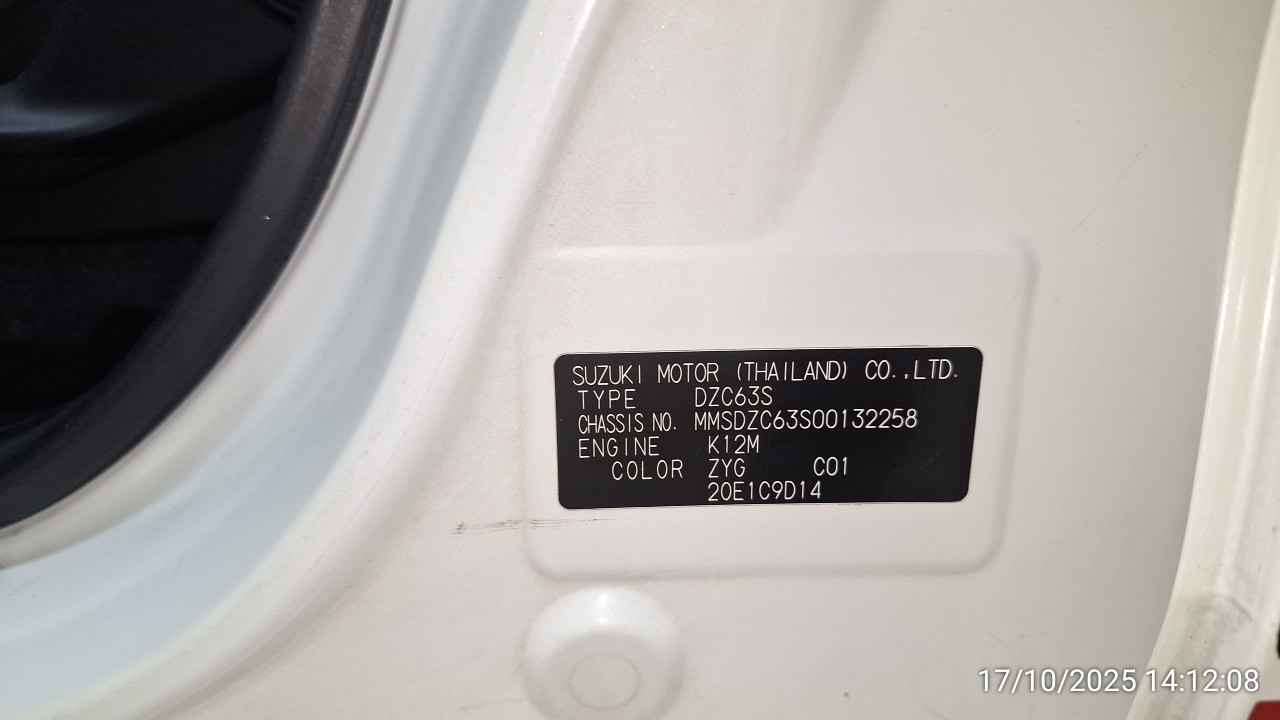 SUZUKI MOTOR (THAILAND) CO.,LTD.
TYPE DZC63S
CHASSIS NO. MMSDZC63S00132258
ENGINE K12M
COLOR ZYG C01
20E1C9D14
17/10/2025 14:12:08